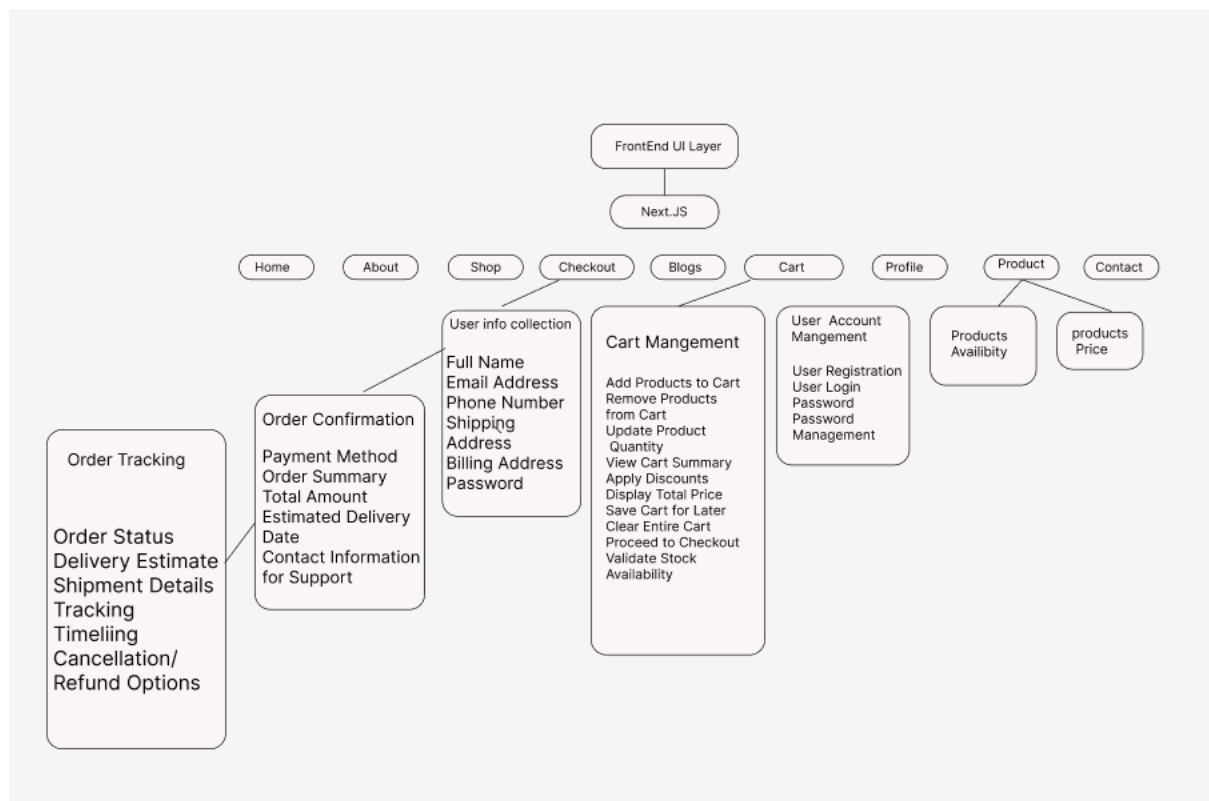 FrontEnd UI Layer
Next.JS
Home
About
Shop
Checkout
Blogs
Cart
Profile
Product
Contact
User info collection
Full Name
Email Address
Phone Number
Shipping
Address
Billing Address
Password
Cart Mangement
Add Products to Cart
Remove Products
from Cart
Update Product
Quantity
View Cart Summary
Apply Discounts
Display Total Price
Save Cart for Later
Clear Entire Cart
Proceed to Checkout
Validate Stock
Availability
User Account
Mangement
User Registration
User Login
Password
Password
Management
Products
Availibity
products
Price
Order Confirmation
Payment Method
Order Summary
Total Amount
Estimated Delivery
Date
Contact Information
for Support
Order Tracking
Order Status
Delivery Estimate
Shipment Details
Tracking
Timeliing
Cancellation/
Refund Options